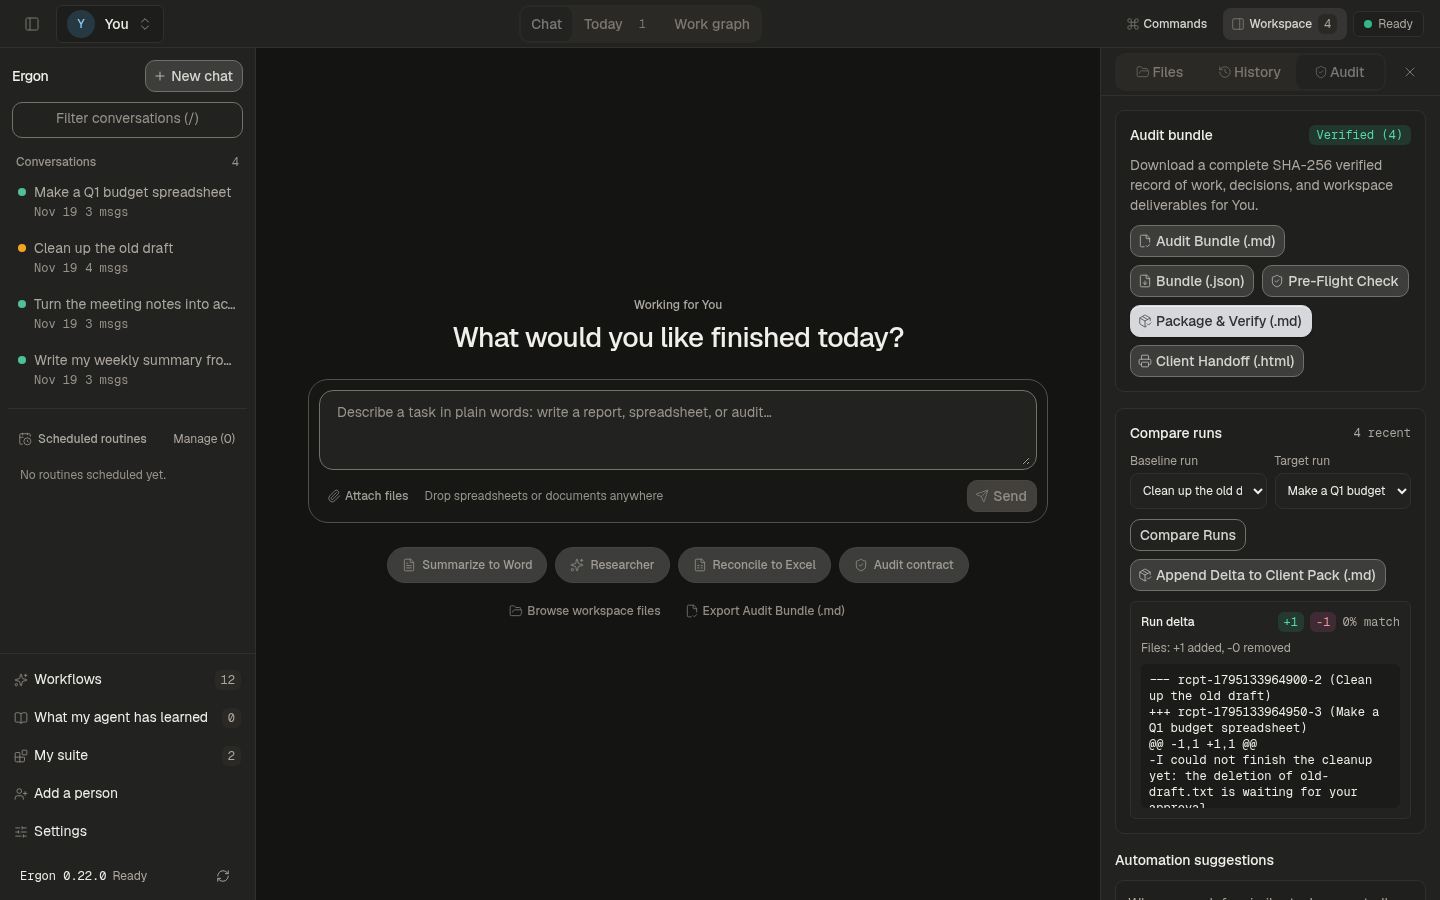 Y You
Chat
Today 1
Work graph
Commands
Workspace 4
Ready
Ergon
New chat
Filter conversations (/)
Conversations 4
Make a Q1 budget spreadsheet
Nov 19 3 msgs
Clean up the old draft
Nov 19 4 msgs
Turn the meeting notes into ac…
Nov 19 3 msgs
Write my weekly summary fro…
Nov 19 3 msgs
Scheduled routines
Manage (0)
No routines scheduled yet.
Workflows 12
What my agent has learned 0
My suite 2
Add a person
Settings
Ergon 0.22.0 Ready
Working for You
What would you like finished today?
Describe a task in plain words: write a report, spreadsheet, or audit…
Attach files
Drop spreadsheets or documents anywhere
Send
Summarize to Word
Researcher
Reconcile to Excel
Audit contract
Browse workspace files
Export Audit Bundle (.md)
Files
History
Audit
Audit bundle
Verified (4)
Download a complete SHA-256 verified
record of work, decisions, and workspace
deliverables for You.
Audit Bundle (.md)
Bundle (.json)
Pre-Flight Check
Package & Verify (.md)
Client Handoff (.html)
Compare runs
4 recent
Baseline run
Target run
Clean up the old d
Make a Q1 budget
Compare Runs
Append Delta to Client Pack (.md)
Run delta
+1 -1 0% match
Files: +1 added, -0 removed
--- rcpt-1795133964900-2 (Clean
up the old draft)
+++ rcpt-1795133964950-3 (Make a
Q1 budget spreadsheet)
@@ -1,1 +1,1 @@
-I could not finish the cleanup
yet: the deletion of old-
draft.txt is waiting for your
approval
Automation suggestions